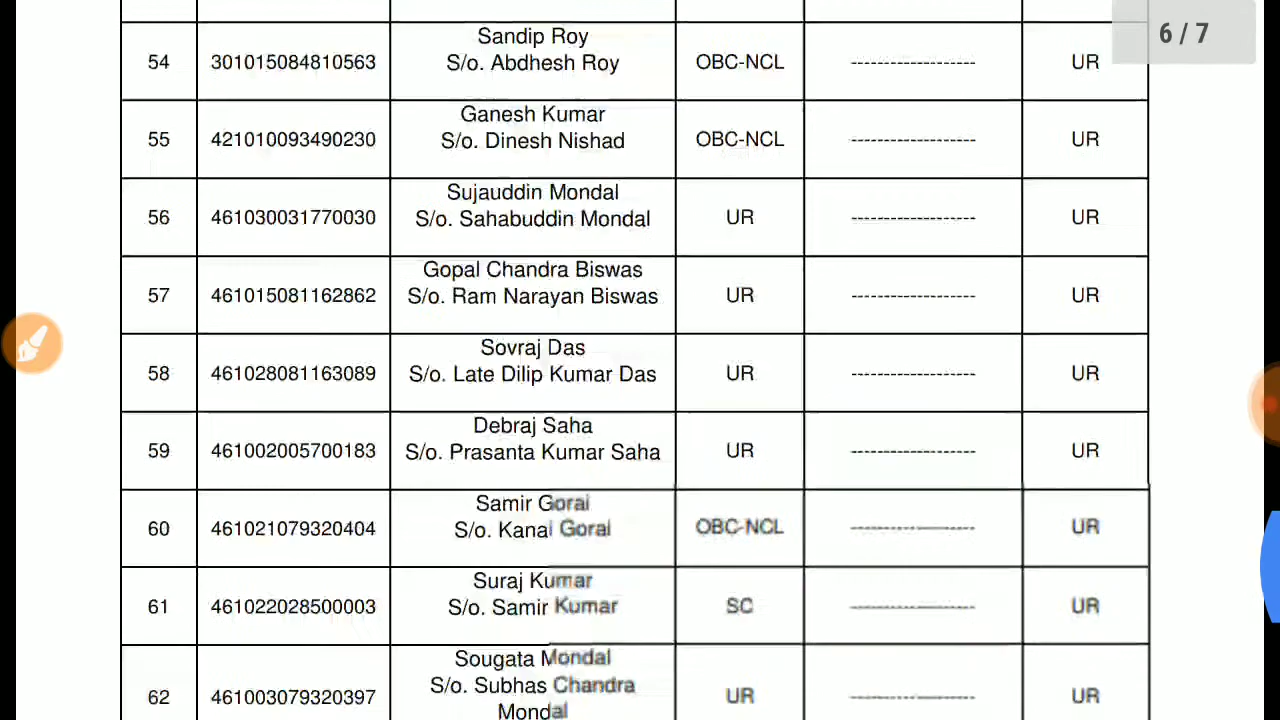 6 / 7
Sandip Roy
54 301015084810563 S/o. Abdhesh Roy OBC-NCL ------------------- UR
Ganesh Kumar
55 421010093490230 S/o. Dinesh Nishad OBC-NCL ------------------- UR
Sujauddin Mondal
56 461030031770030 S/o. Sahabuddin Mondal UR ------------------- UR
Gopal Chandra Biswas
57 461015081162862 S/o. Ram Narayan Biswas UR ------------------- UR
Sovraj Das
58 461028081163089 S/o. Late Dilip Kumar Das UR ------------------- UR
Debraj Saha
59 461002005700183 S/o. Prasanta Kumar Saha UR ------------------- UR
Samir Gorai
60 461021079320404 S/o. Kanai Gorai OBC-NCL ------------------- UR
Suraj Kumar
61 461022028500003 S/o. Samir Kumar SC ------------------- UR
Sougata Mondal
S/o. Subhas Chandra
62 461003079320397 UR ------------------- UR
Mondal